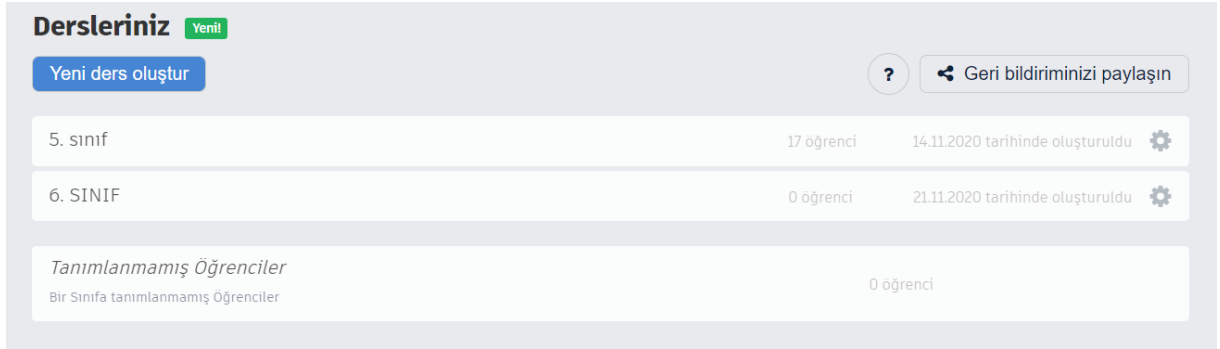 Dersleriniz Yeni!
Yeni ders oluştur ? Geri bildiriminizi paylaşın
5. sınıf 17 öğrenci 14.11.2020 tarihinde oluşturuldu
6. SINIF 0 öğrenci 21.11.2020 tarihinde oluşturuldu
Tanımlanmamış Öğrenciler
0 öğrenci
Bir Sınıfa tanımlanmamış Öğrenciler